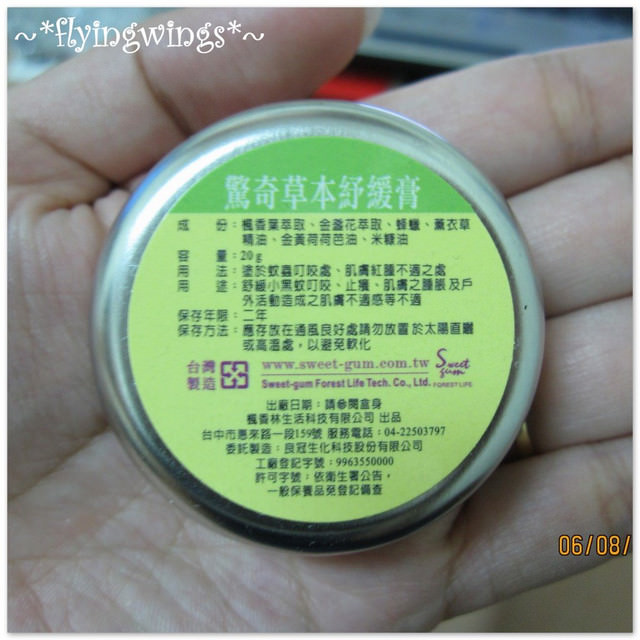 ~*flyingwings*~
驚奇草本紓緩膏
成　份：楓香葉萃取、金盞花萃取、蜂蠟、薰衣草
精油、金黃荷荷芭油、米糠油
容　量：20g
用　法：塗於蚊蟲叮咬處、肌膚紅腫不適之處
用　途：舒緩小黑蚊叮咬、止癢、肌膚之腫脹及戶
外活動造成之肌膚不適感等不適
保存年限：二年
保存方法：應存放在通風良好處請勿放置於太陽直曬
或高溫處，以避免軟化
台灣製造
www.sweet-gum.com.tw
Sweet-gum Forest Life Tech. Co., Ltd.
Sweet gum
FOREST LIFE
出廠日期：請參閱盒身
楓香林生活科技有限公司 出品
台中市惠來路一段159號 服務電話：04-22503797
委託製造：良冠生化科技股份有限公司
工廠登記字號：9963550000
許可字號：依衛生署公告，
一般保養品免登記備查
06/08/